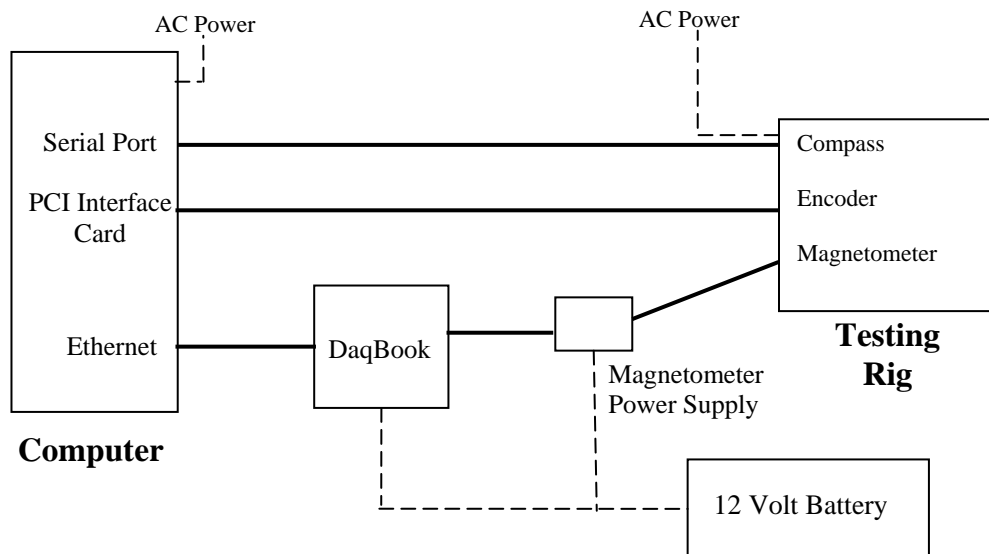 AC Power
AC Power
Serial Port
Compass
PCI Interface
Card
Encoder
Magnetometer
Ethernet
DaqBook
Testing
Rig
Magnetometer
Power Supply
Computer
12 Volt Battery